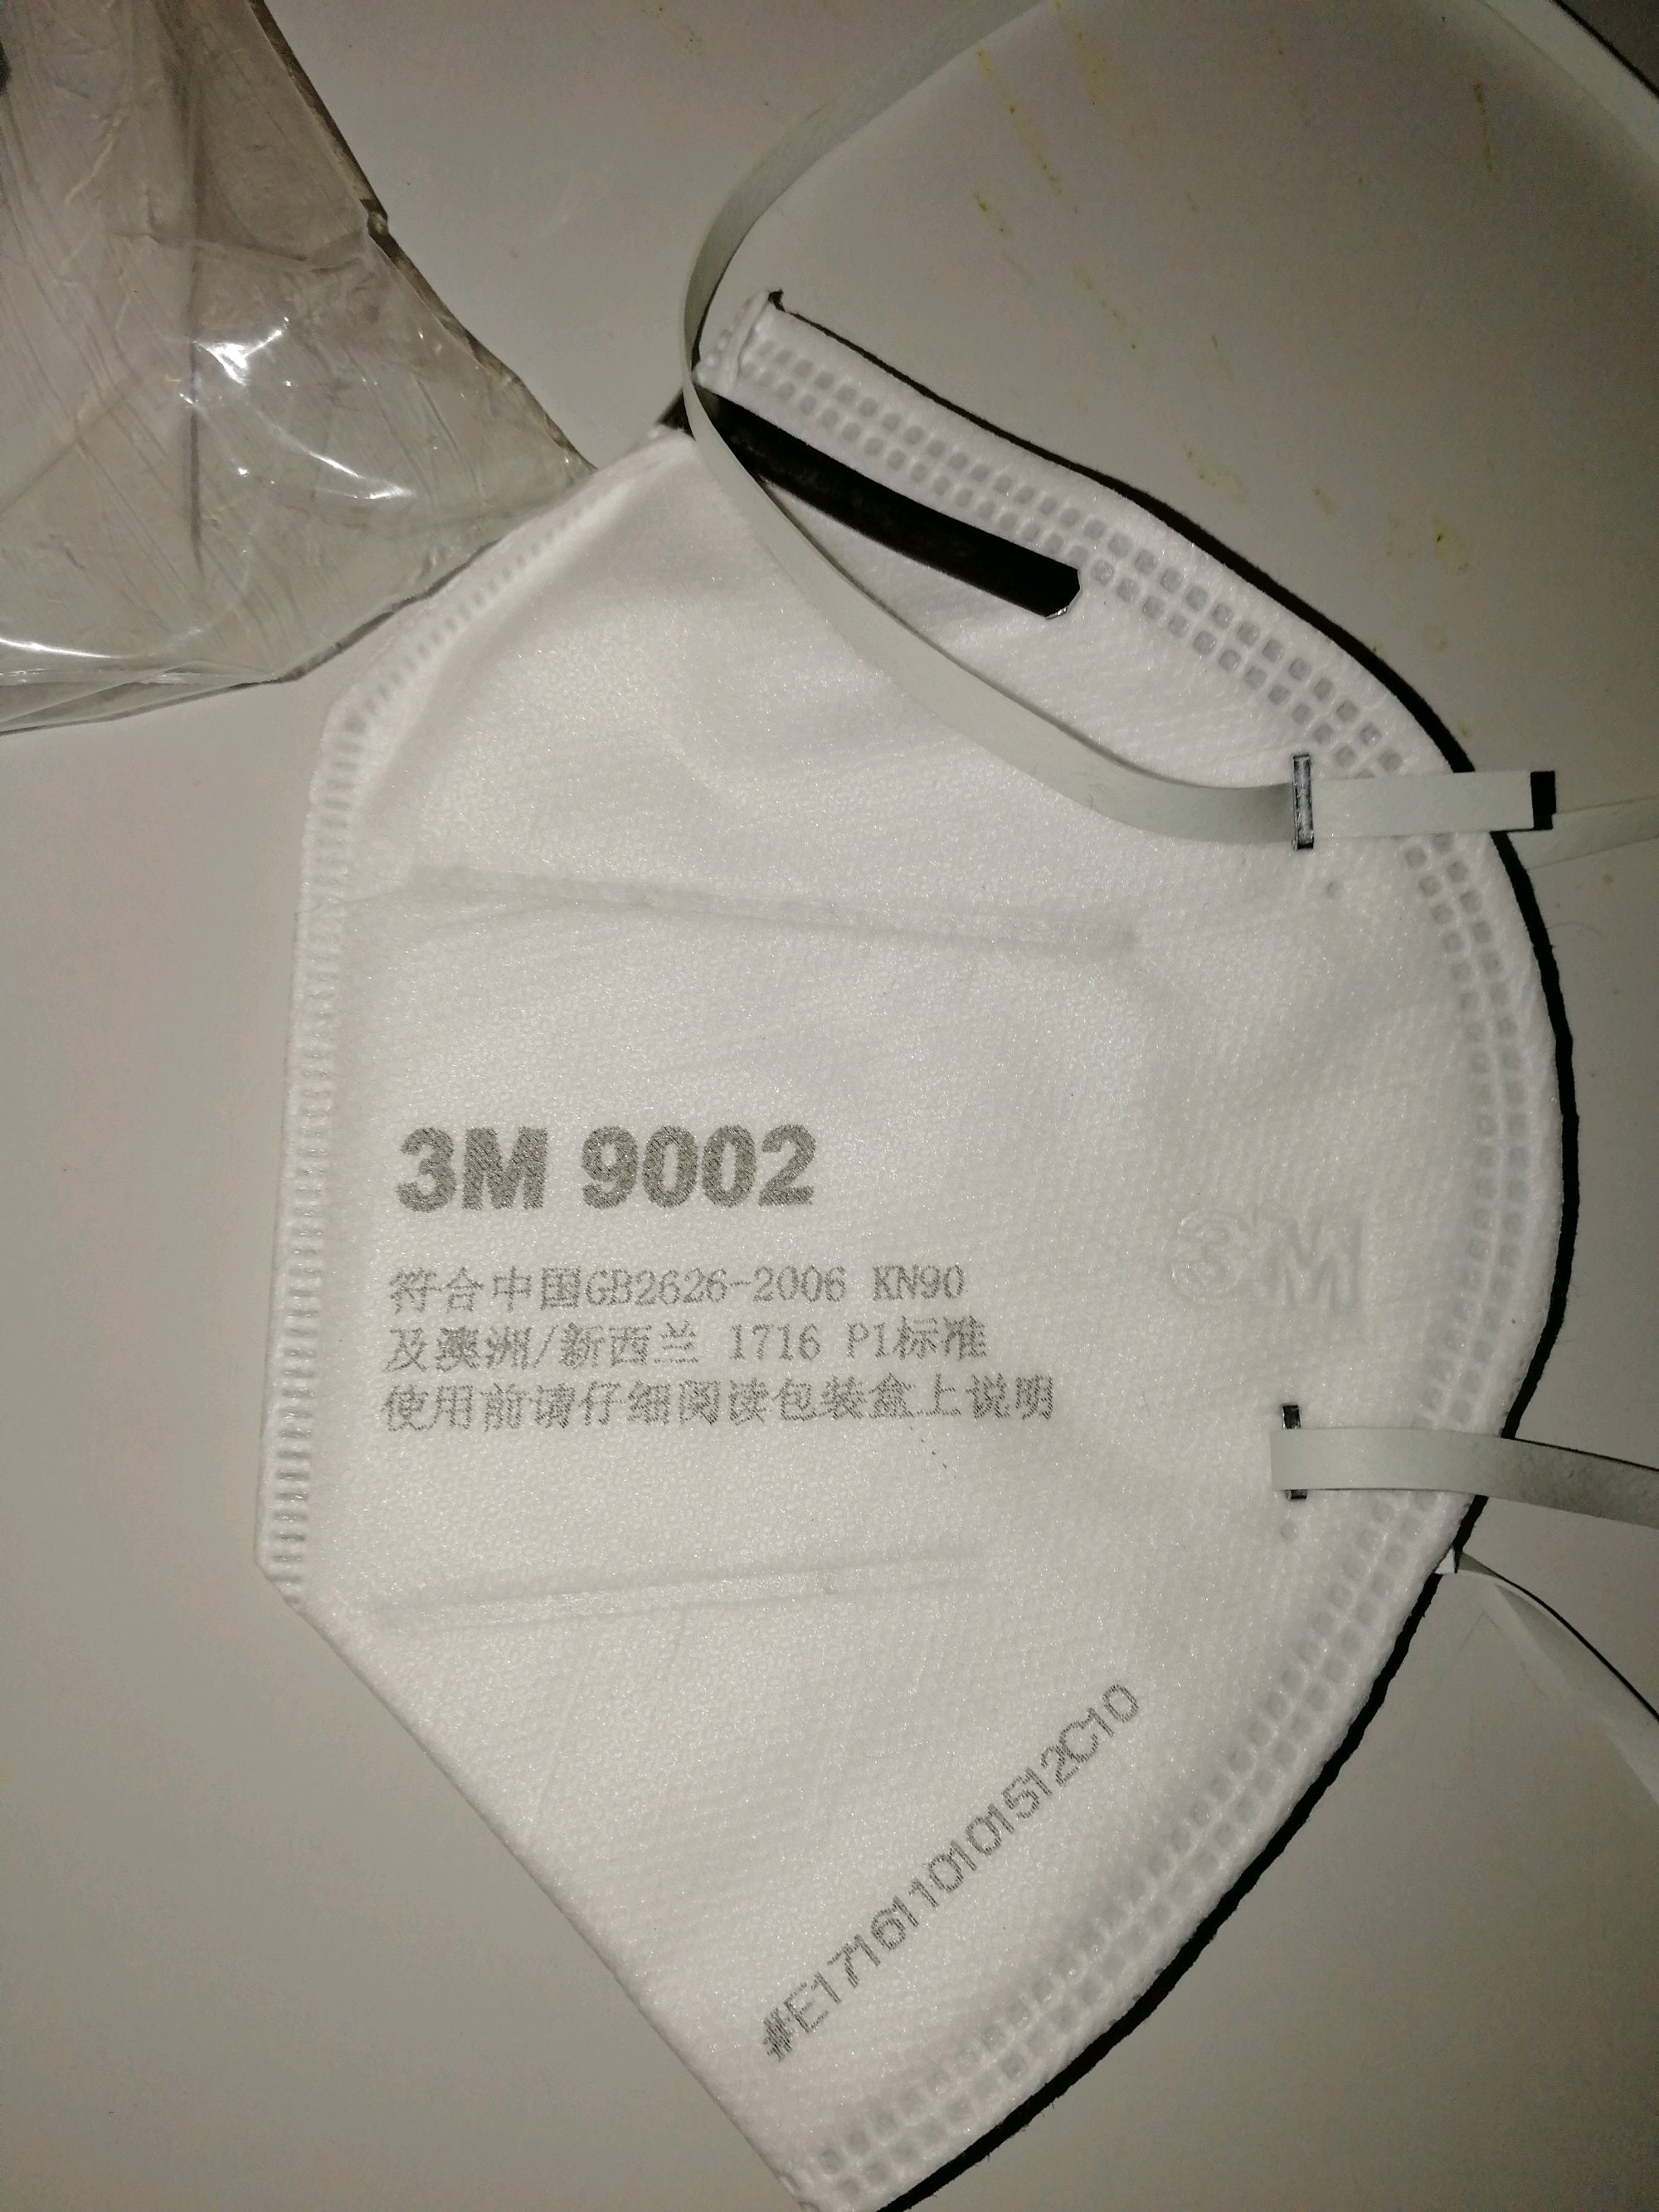 3M 9002
3M
符合中国GB2626-2006 KN90
及澳洲/新西兰 1716 P1标准
使用前请仔细阅读包装盒上说明
#E1716110101512C10